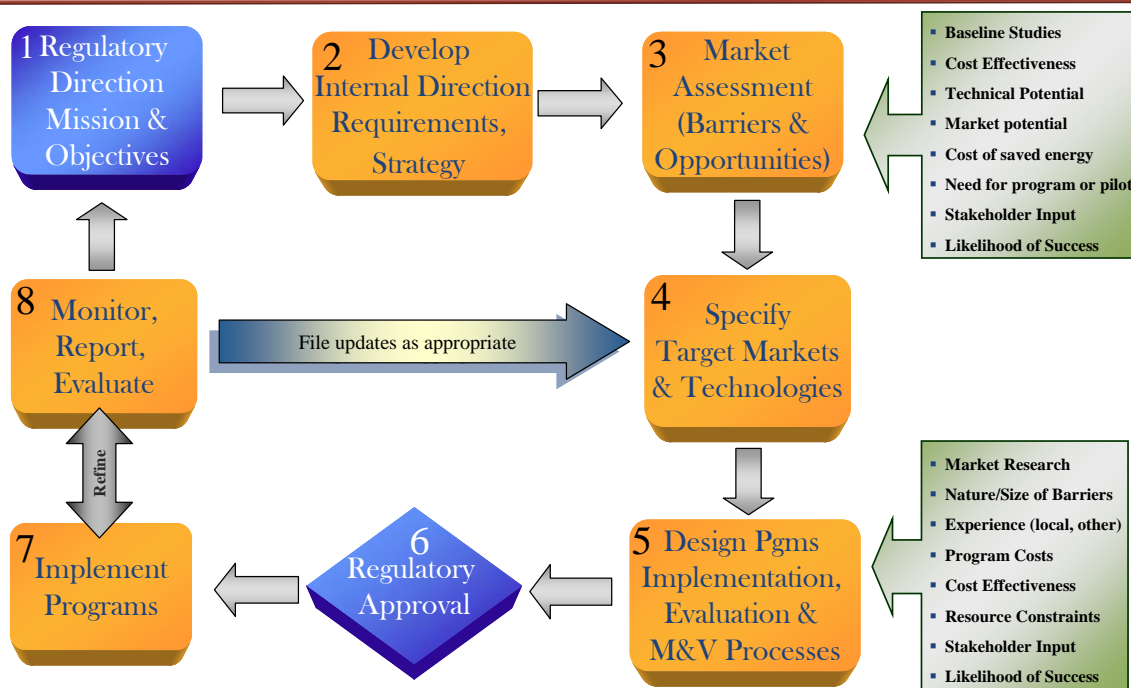 1 Regulatory
Direction
Mission &
Objectives
2 Develop
Internal Direction
Requirements,
Strategy
3 Market
Assessment
(Barriers &
Opportunities)
▪ Baseline Studies
▪ Cost Effectiveness
▪ Technical Potential
▪ Market potential
▪ Cost of saved energy
▪ Need for program or pilot
▪ Stakeholder Input
▪ Likelihood of Success
8 Monitor,
Report,
Evaluate
File updates as appropriate
4 Specify
Target Markets
& Technologies
Refine
7 Implement
Programs
6
Regulatory
Approval
5 Design Pgms
Implementation,
Evaluation &
M&V Processes
▪ Market Research
▪ Nature/Size of Barriers
▪ Experience (local, other)
▪ Program Costs
▪ Cost Effectiveness
▪ Resource Constraints
▪ Stakeholder Input
▪ Likelihood of Success